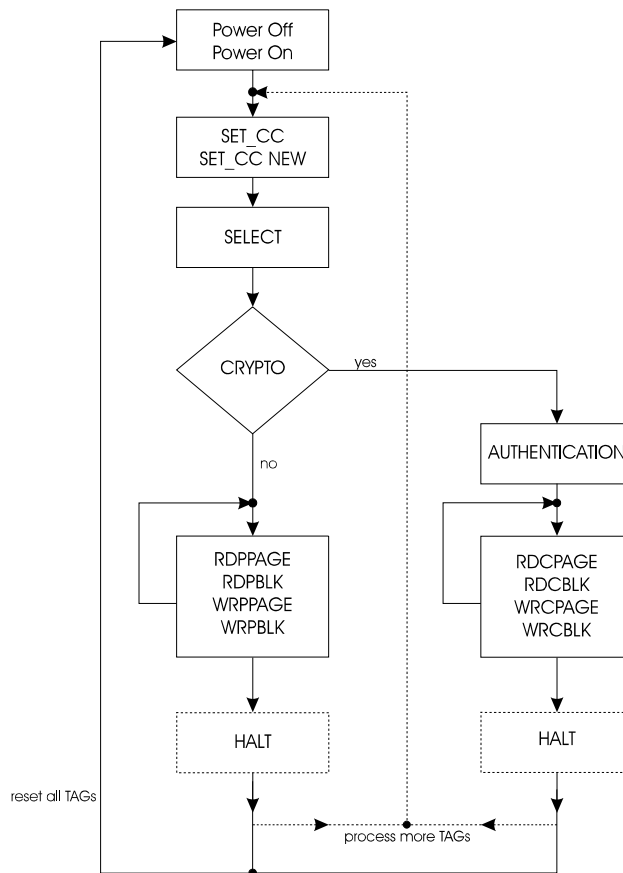 Power Off
Power On
SET_CC
SET_CC NEW
SELECT
CRYPTO
yes
no
AUTHENTICATION
RDPPAGE
RDPBLK
WRPPAGE
WRPBLK
RDCPAGE
RDCBLK
WRCPAGE
WRCBLK
HALT
HALT
reset all TAGs
process more TAGs